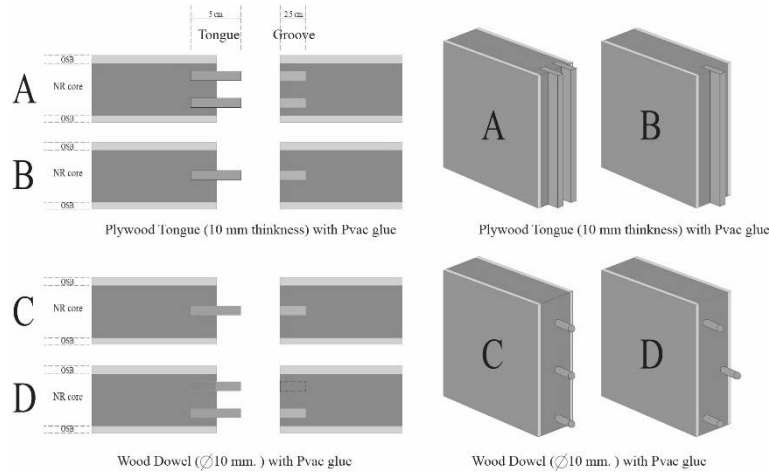 5 cm.
2.5 cm
Tongue
Groove
OSB
A
NR core
OSB
OSB
B
NR core
OSB
A
B
Plywood Tongue (10 mm thinkness) with Pvac glue
Plywood Tongue (10 mm thinkness) with Pvac glue
OSB
C
NR core
OSB
OSB
D
NR core
OSB
C
D
Wood Dowel (∅10 mm. ) with Pvac glue
Wood Dowel (∅10 mm. ) with Pvac glue